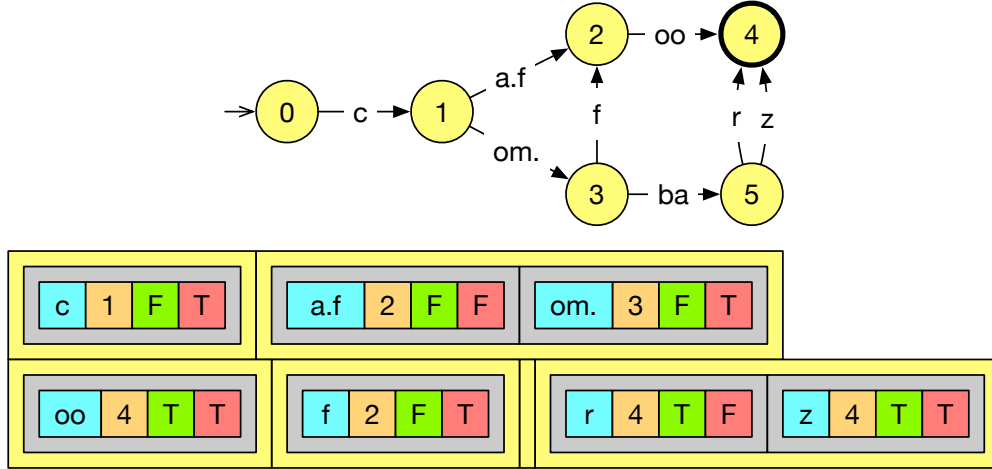 2 oo 4
a.f
0 c 1 f r z
om.
3 ba 5
c 1 F T a.f 2 F F om. 3 F T
oo 4 T T f 2 F T r 4 T F z 4 T T